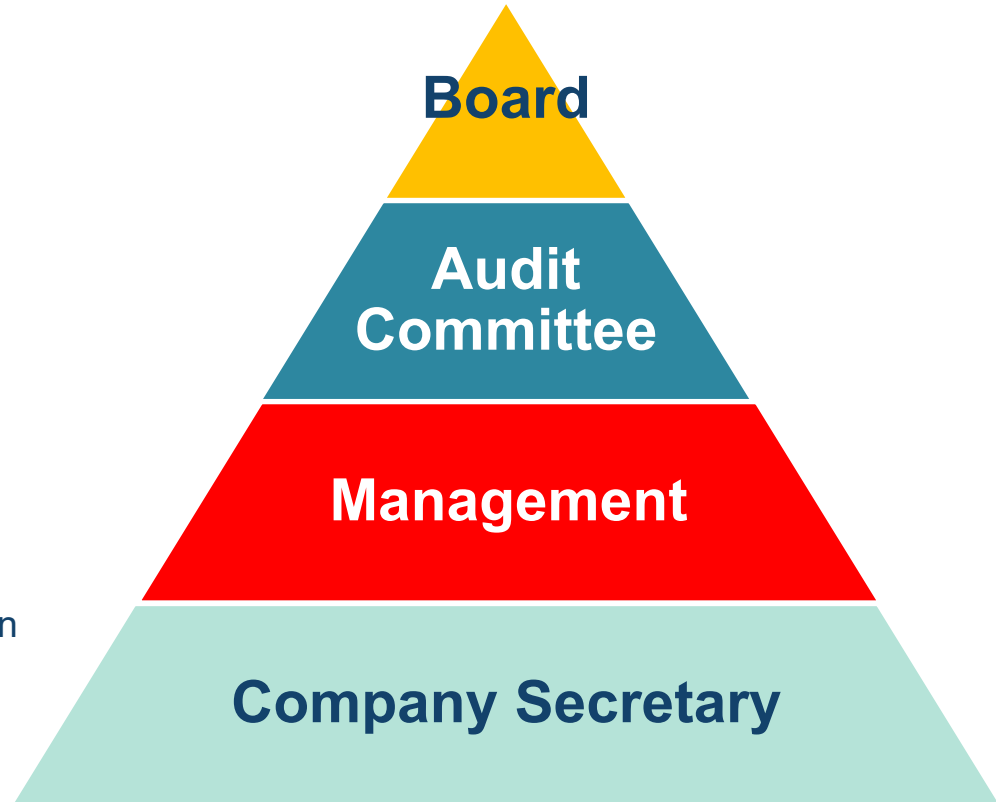 Board
Audit
Committee
Management
n
Company Secretary